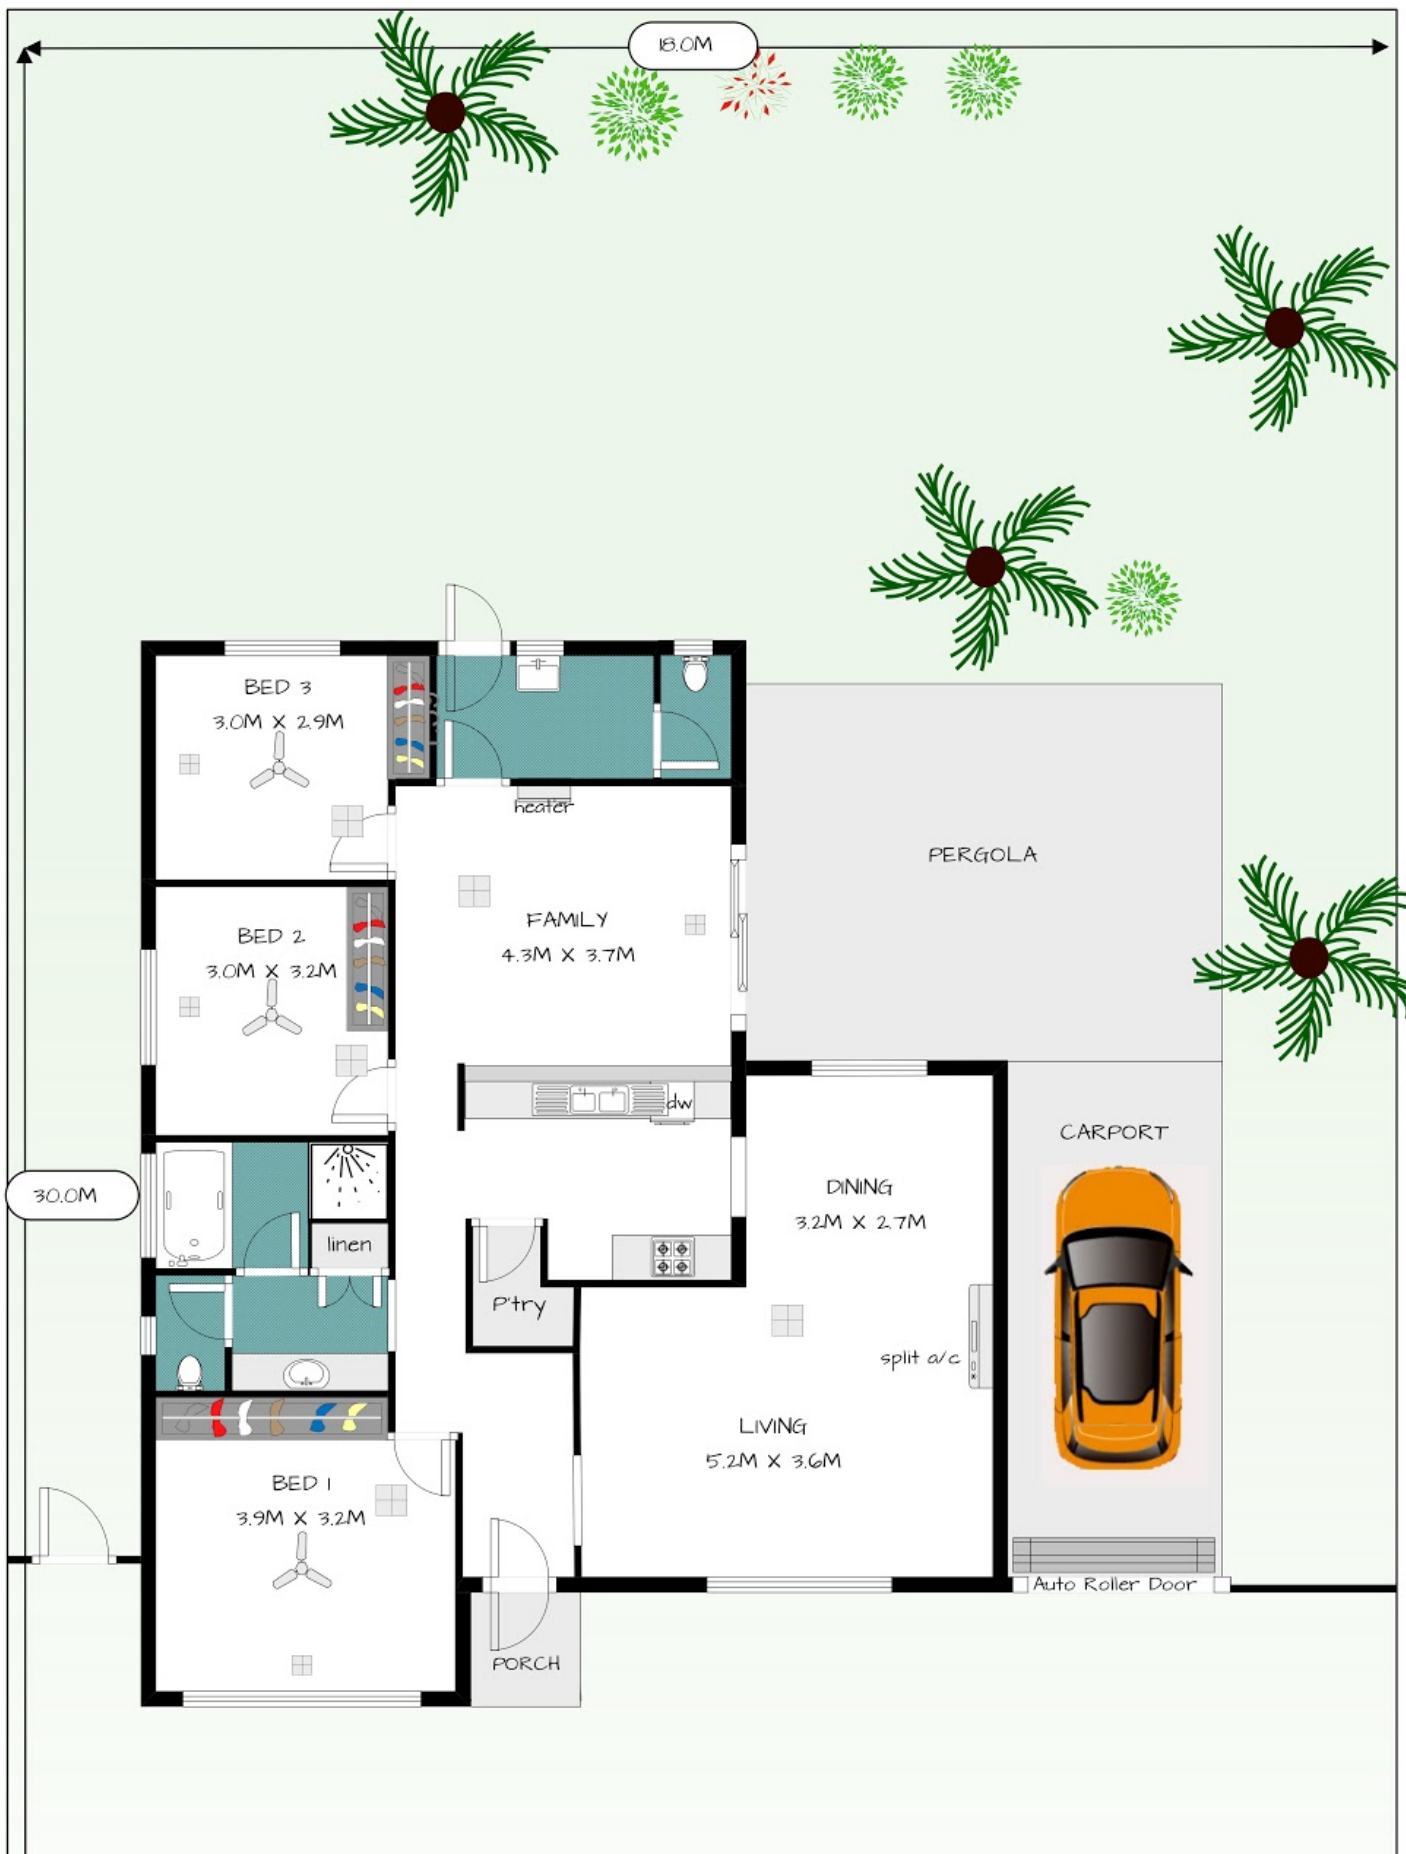 18.0M
BED 3
3.0M X 2.9M
heater
PERGOLA
FAMILY
4.3M X 3.7M
BED 2
3.0M X 3.2M
dw
CARPORT
30.0M
DINING
3.2M X 2.7M
linen
P'try
split a/c
LIVING
5.2M X 3.6M
BED 1
3.9M X 3.2M
Auto Roller Door
PORCH